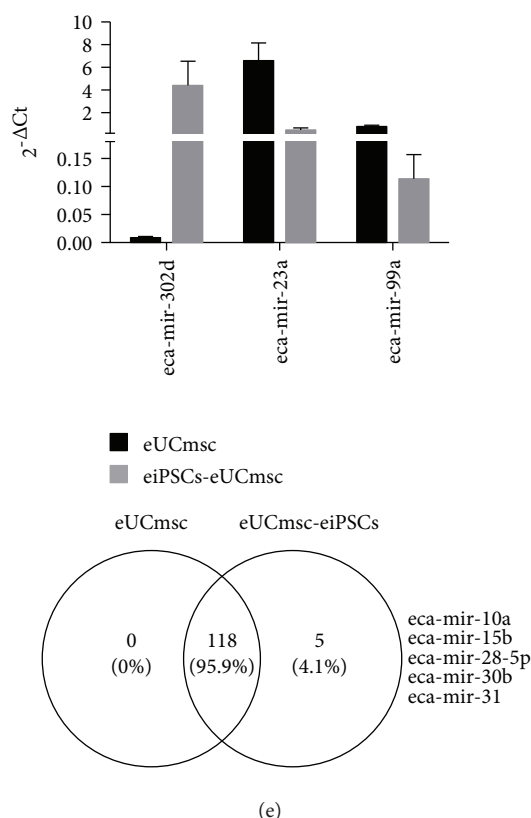 10
8
6
4
2
0.15
0.10
0.05
0.00
2-ΔCt
eca-mir-302d
eca-mir-23a
eca-mir-99a
eUCmsc
eiPSCs-eUCmsc
eUCmsc eUCmsc-eiPSCs
0 118 5
(0%) (95.9%) (4.1%)
eca-mir-10a
eca-mir-15b
eca-mir-28-5p
eca-mir-30b
eca-mir-31
(e)